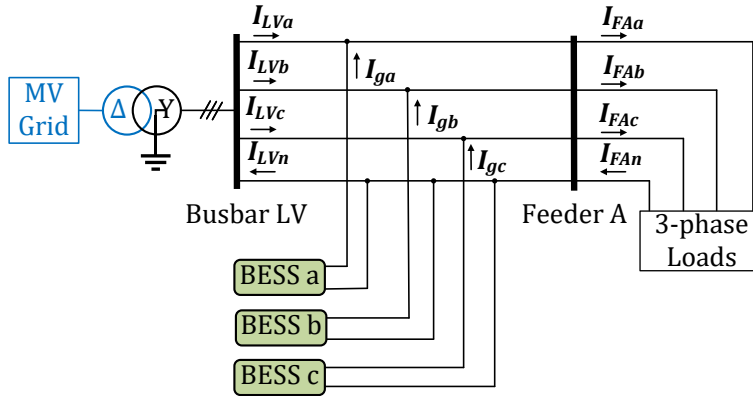 I_LVa
I_FAa
I_ga
I_LVb
I_FAb
MV
Grid
Δ
Y
I_gb
I_LVc
I_FAc
I_gc
I_LVn
I_FAn
Busbar LV
Feeder A
3-phase
Loads
BESS a
BESS b
BESS c